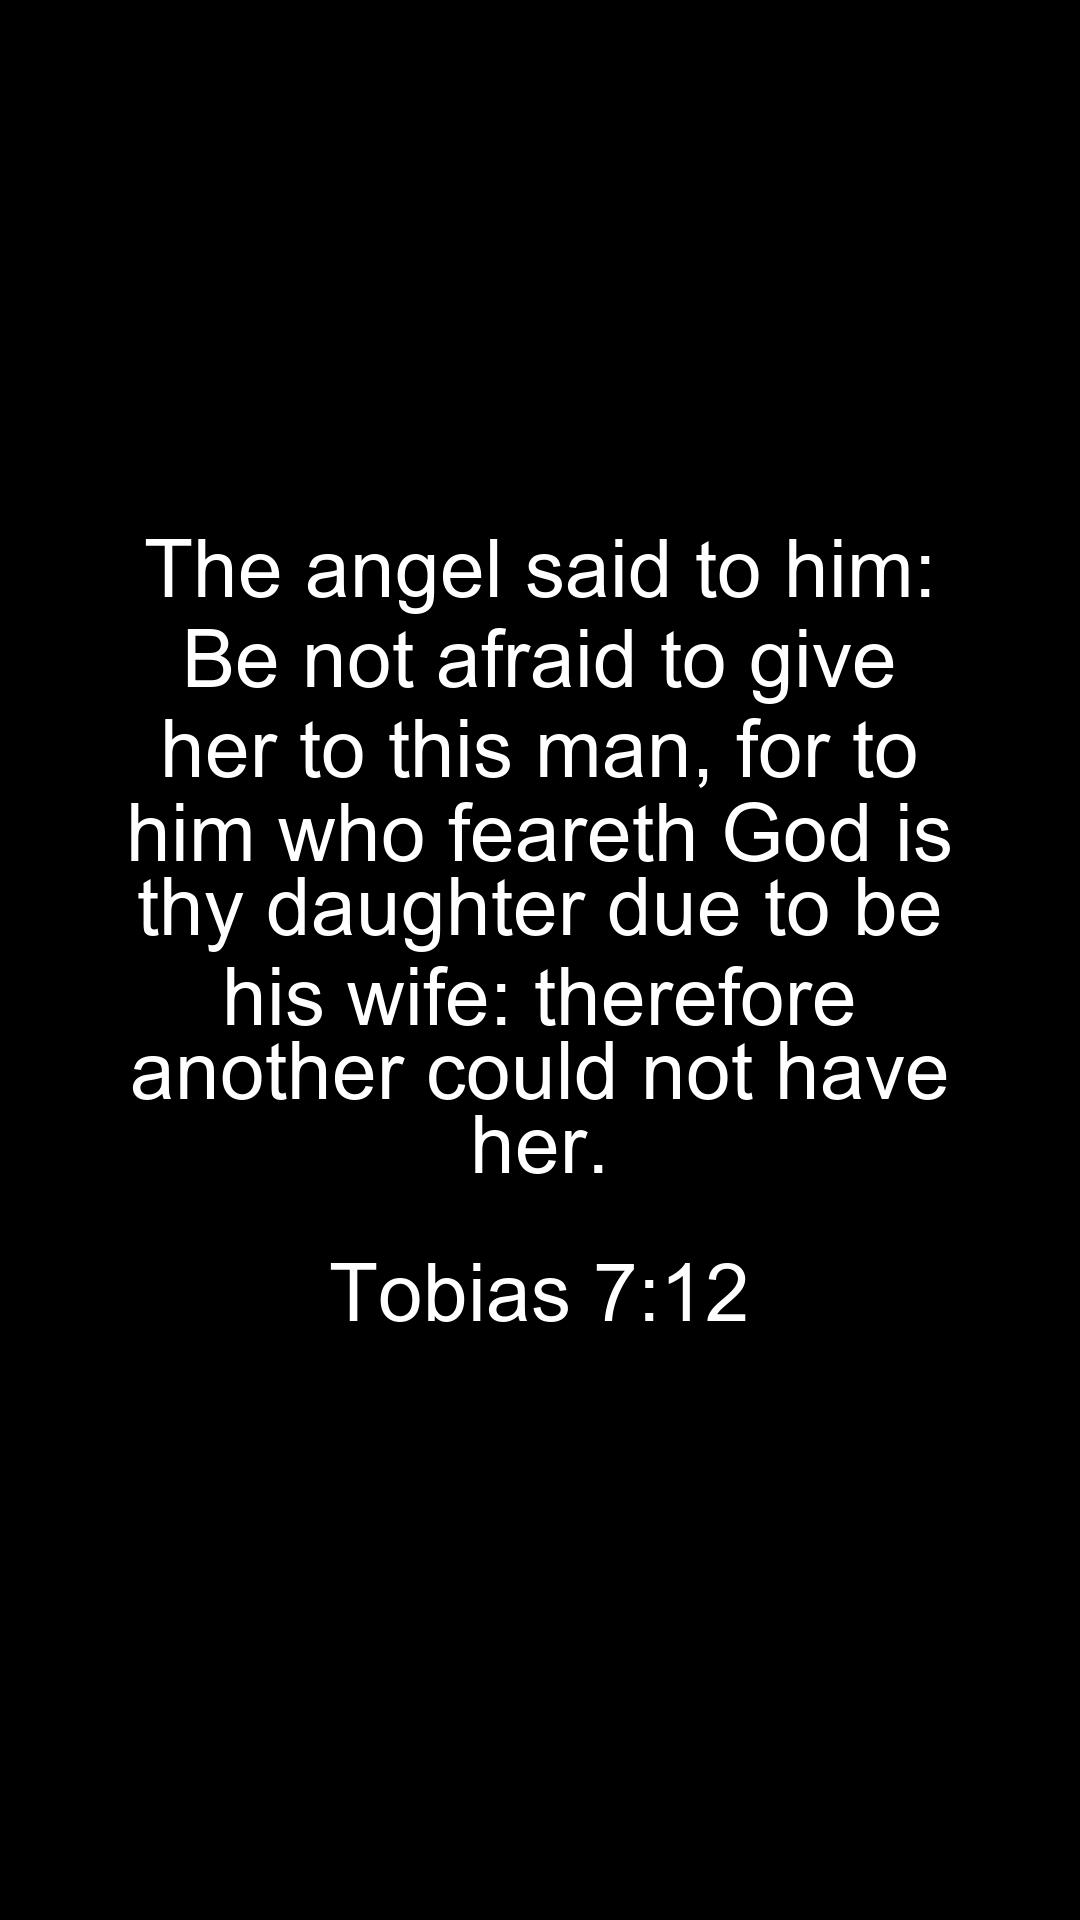 The angel said to him:
Be not afraid to give
her to this man, for to
him who feareth God is
thy daughter due to be
his wife: therefore
another could not have
her.
Tobias 7:12